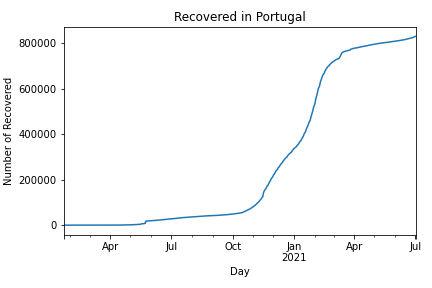 Recovered in Portugal
800000
600000
400000
200000
0
Number of Recovered
Apr
Jul
Oct
Jan
2021
Apr
Jul
Day